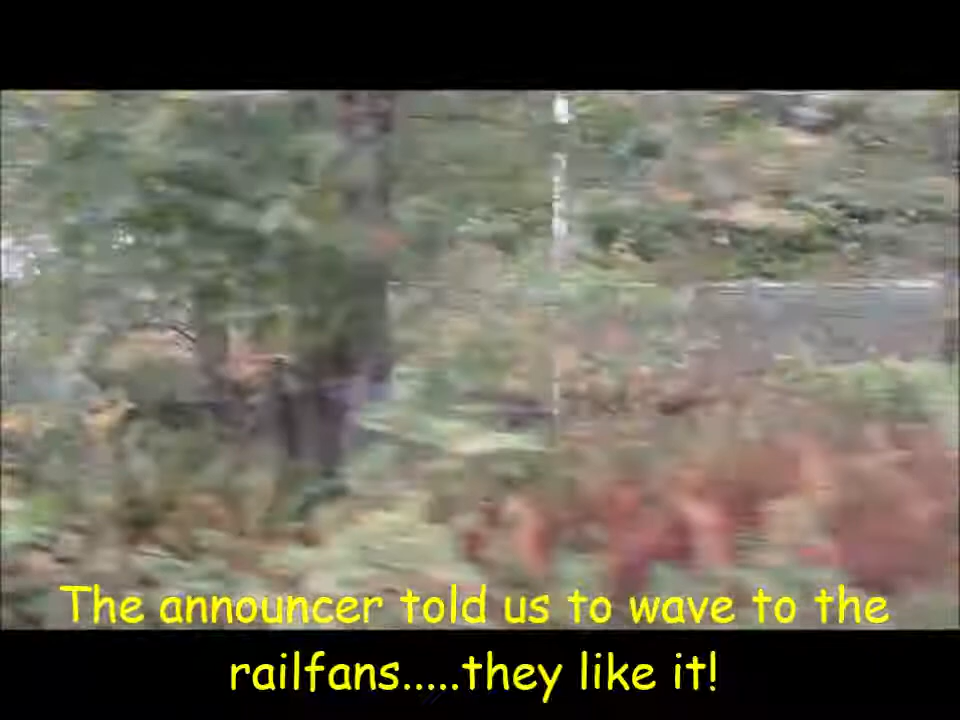 The announcer told us to wave to the
railfans.....they like it!